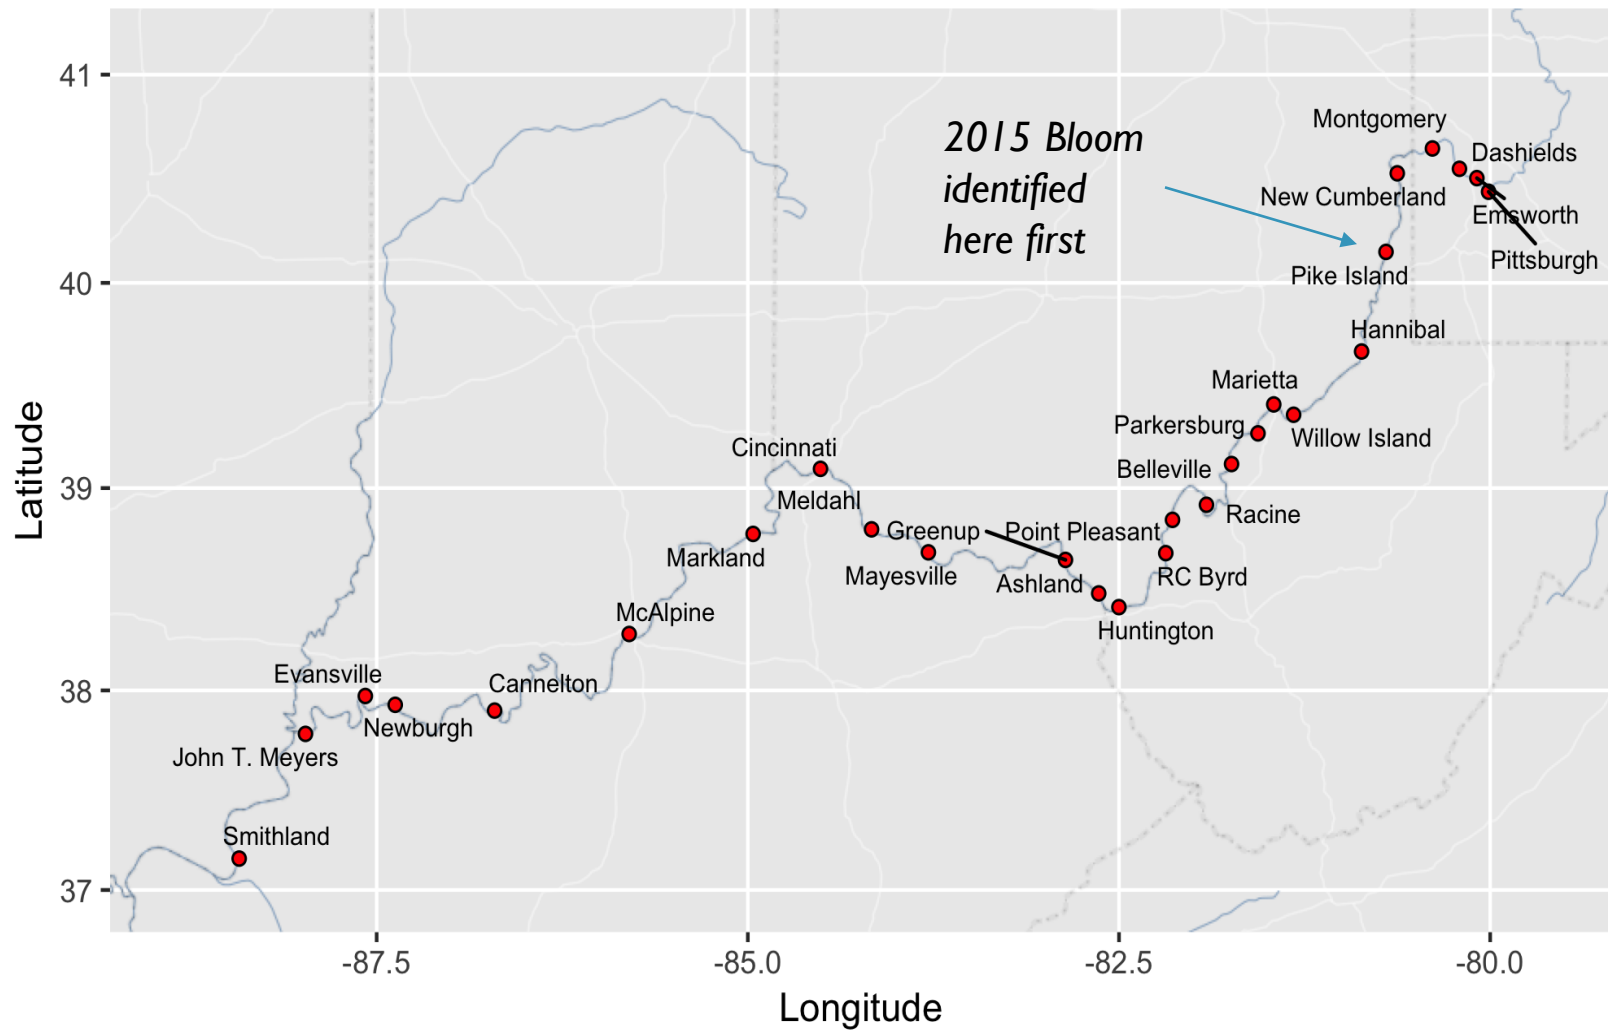 41
40
39
38
37
Latitude
2015 Bloom
identified
here first
Montgomery
Dashields
New Cumberland
Emsworth
Pittsburgh
Pike Island
Hannibal
Marietta
Parkersburg
Willow Island
Cincinnati
Belleville
Meldahl
Racine
Greenup
Point Pleasant
Markland
Mayesville
Ashland
RC Byrd
McAlpine
Huntington
Evansville
Cannelton
Newburgh
John T. Meyers
Smithland
-87.5
-85.0
-82.5
-80.0
Longitude